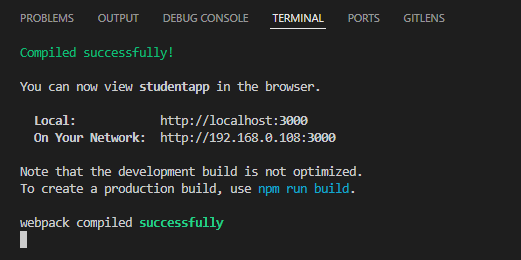 PROBLEMS OUTPUT DEBUG CONSOLE TERMINAL PORTS GITLENS
Compiled successfully!
You can now view studentapp in the browser.
Local: http://localhost:3000
On Your Network: http://192.168.0.108:3000
Note that the development build is not optimized.
To create a production build, use npm run build.
webpack compiled successfully